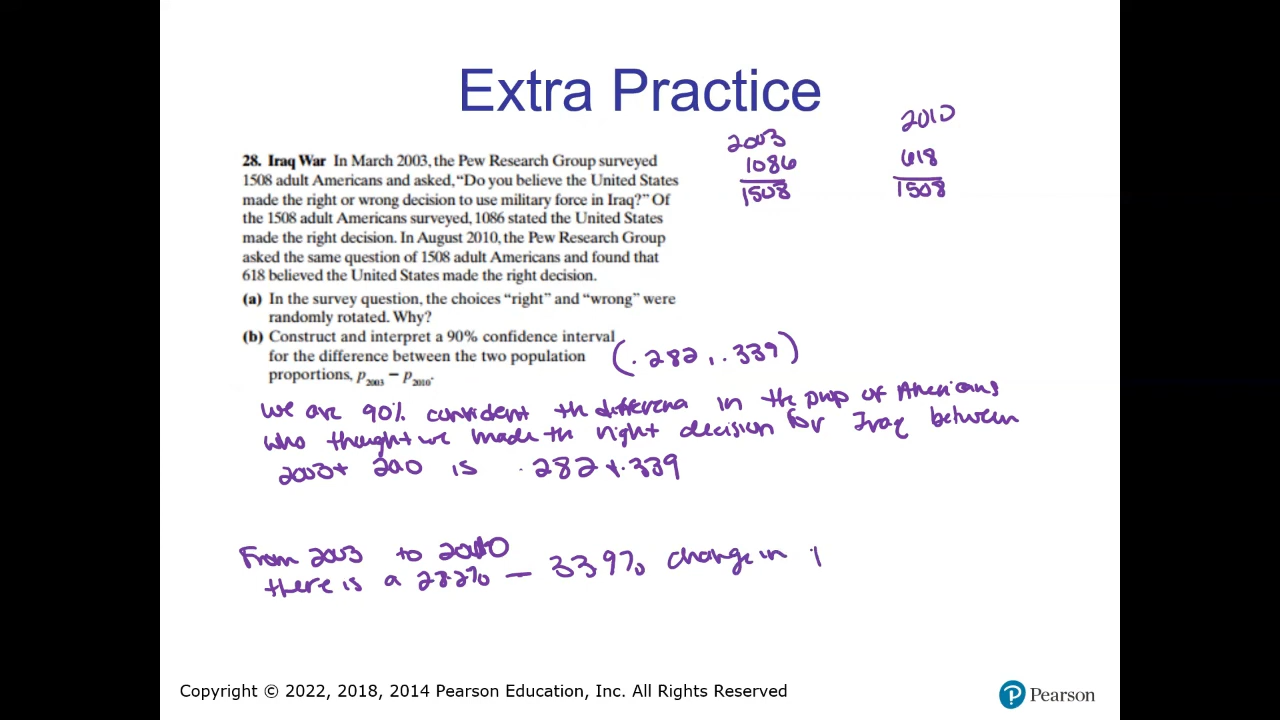 Extra Practice
2003
1086
1508
2010
618
1508
28. Iraq War In March 2003, the Pew Research Group surveyed
1508 adult Americans and asked, “Do you believe the United States
made the right or wrong decision to use military force in Iraq?” Of
the 1508 adult Americans surveyed, 1086 stated the United States
made the right decision. In August 2010, the Pew Research Group
asked the same question of 1508 adult Americans and found that
618 believed the United States made the right decision.
(a) In the survey question, the choices “right” and “wrong” were
randomly rotated. Why?
(b) Construct and interpret a 90% confidence interval
for the difference between the two population
proportions, p2003 − p2010.
(.282, .339)
We are 90% confident the difference in the prop of Americans
who thought we made the right decision for Iraq between
2003 + 2010 is .282 + .339
From 2003 to 2010
there is a 28.2% – 33.9% change in
Copyright © 2022, 2018, 2014 Pearson Education, Inc. All Rights Reserved
P Pearson